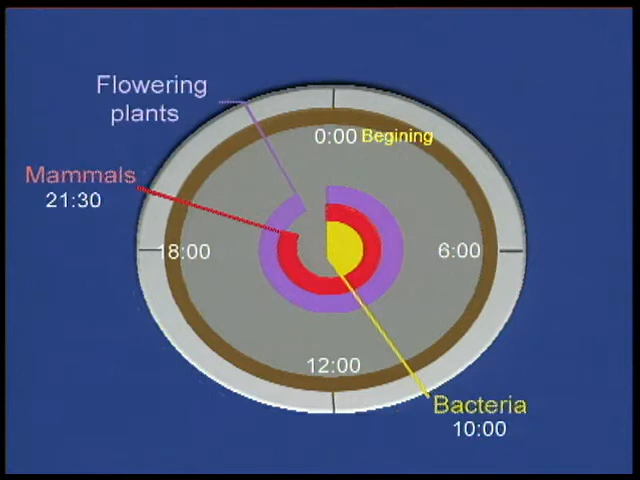 Flowering
plants
0:00 Begining
Mammals
21:30
18:00
6:00
12:00
Bacteria
10:00